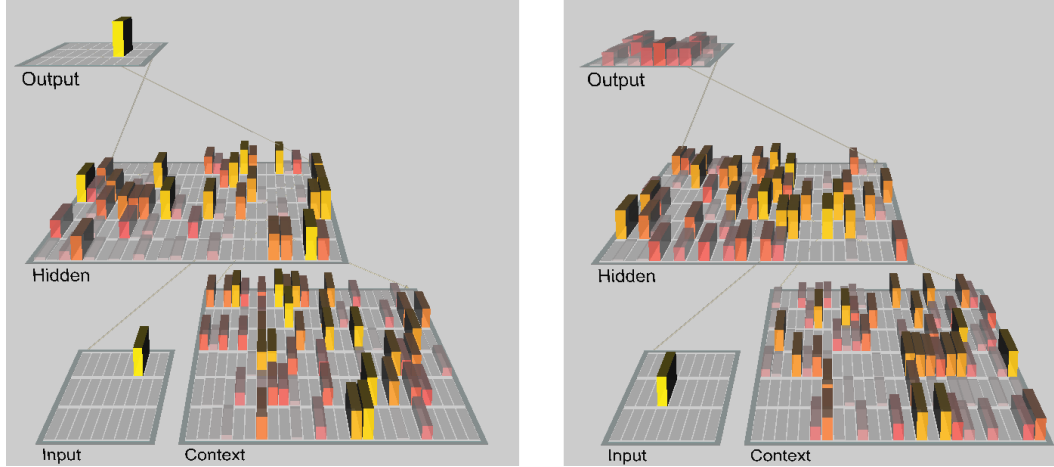 Output
Hidden
Input
Context
Output
Hidden
Input
Context